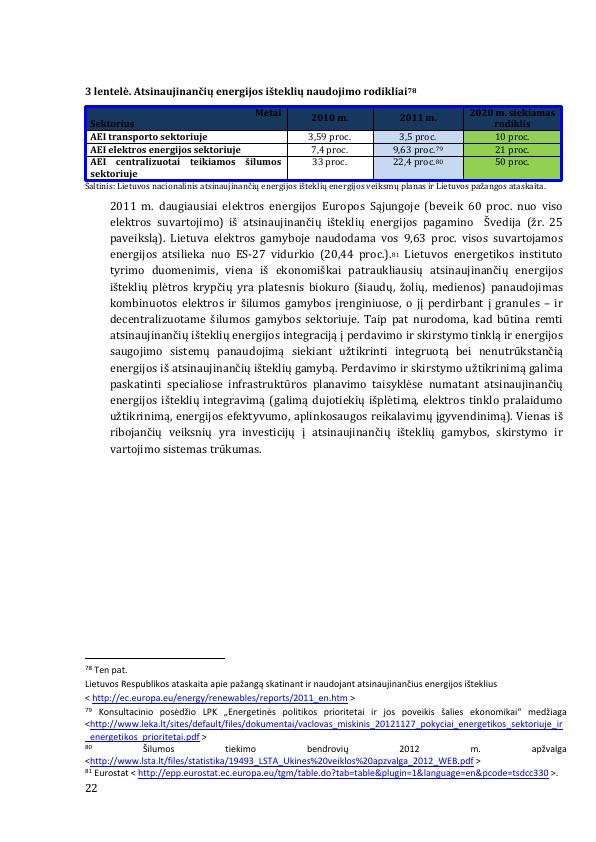 3 lentelė. Atsinaujinančių energijos išteklių naudojimo rodikliai78
Metai
Sektorius
2010 m.
2011 m.
2020 m. siekiamas
rodiklis
AEI transporto sektoriuje 3,59 proc. 3,5 proc. 10 proc.
AEI elektros energijos sektoriuje 7,4 proc. 9,63 proc.79 21 proc.
AEI centralizuotai teikiamos šilumos 33 proc. 22,4 proc.80 50 proc.
sektoriuje
Šaltinis: Lietuvos nacionalinis atsinaujinančių energijos išteklių energijos veiksmų planas ir Lietuvos pažangos ataskaita.
2011 m. daugiausiai elektros energijos Europos Sąjungoje (beveik 60 proc. nuo viso
elektros suvartojimo) iš atsinaujinančių išteklių energijos pagamino Švedija (žr. 25
paveikslą). Lietuva elektros gamyboje naudodama vos 9,63 proc. visos suvartojamos
energijos atsilieka nuo ES-27 vidurkio (20,44 proc.).81 Lietuvos energetikos instituto
tyrimo duomenimis, viena iš ekonomiškai patraukliausių atsinaujinančių energijos
išteklių plėtros krypčių yra platesnis biokuro (šiaudų, žolių, medienos) panaudojimas
kombinuotos elektros ir šilumos gamybos įrenginiuose, o jį perdirbant į granules – ir
decentralizuotame šilumos gamybos sektoriuje. Taip pat nurodoma, kad būtina remti
atsinaujinančių išteklių energijos integraciją į perdavimo ir skirstymo tinklą ir energijos
saugojimo sistemų panaudojimą siekiant užtikrinti integruotą bei nenutrūkstančią
energijos iš atsinaujinančių išteklių gamybą. Perdavimo ir skirstymo užtikrinimą galima
paskatinti specialiose infrastruktūros planavimo taisyklėse numatant atsinaujinančių
energijos išteklių integravimą (galimą dujotiekių išplėtimą, elektros tinklo pralaidumo
užtikrinimą, energijos efektyvumo, aplinkosaugos reikalavimų įgyvendinimą). Vienas iš
ribojančių veiksnių yra investicijų į atsinaujinančių išteklių gamybos, skirstymo ir
vartojimo sistemas trūkumas.
78 Ten pat.
Lietuvos Respublikos ataskaita apie pažangą skatinant ir naudojant atsinaujinančius energijos išteklius
< http://ec.europa.eu/energy/renewables/reports/2011_en.htm >
79 Konsultacinio posėdžio LPK „Energetinės politikos prioritetai ir jos poveikis šalies ekonomikai“ medžiaga
<http://www.leka.lt/sites/default/files/dokumentai/vaclovas_miskinis_20121127_pokyciai_energetikos_sektoriuje_ir
_energetikos_prioritetai.pdf >
80 Šilumos tiekimo bendrovių 2012 m. apžvalga
<http://www.lsta.lt/files/statistika/19493_LSTA_Ukines%20veiklos%20apzvalga_2012_WEB.pdf >
81 Eurostat < http://epp.eurostat.ec.europa.eu/tgm/table.do?tab=table&plugin=1&language=en&pcode=tsdcc330 >.
22